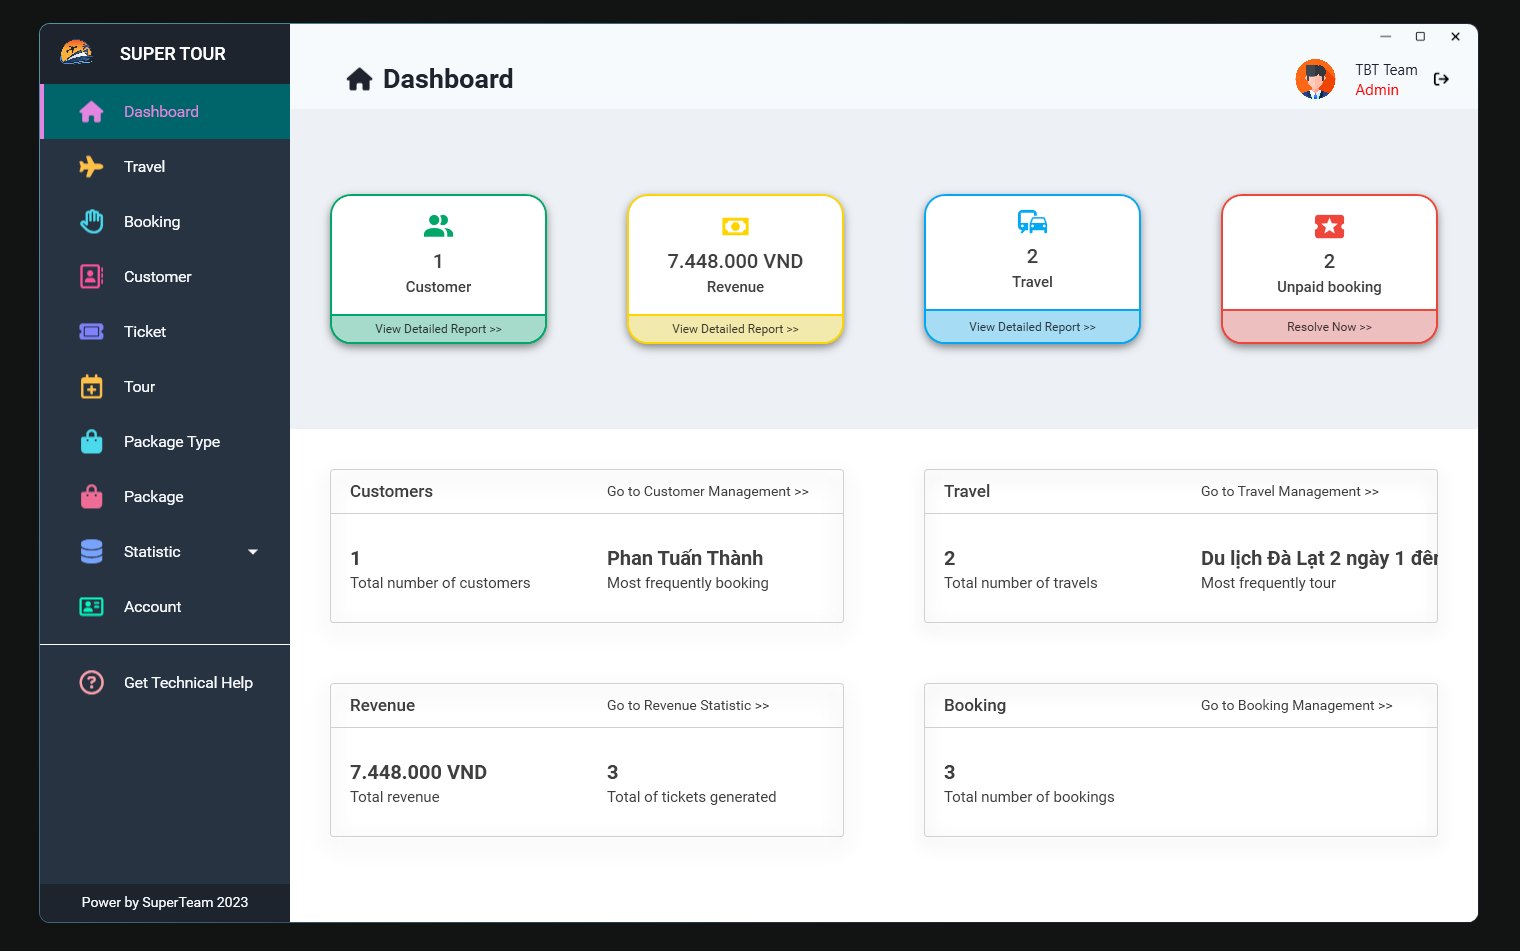 SUPER TOUR
Dashboard
Travel
Booking
Customer
Ticket
Tour
Package Type
Package
Statistic
Account
Get Technical Help
Power by SuperTeam 2023
Dashboard
TBT Team
Admin
1
Customer
View Detailed Report >>
7.448.000 VND
Revenue
View Detailed Report >>
2
Travel
View Detailed Report >>
2
Unpaid booking
Resolve Now >>
Customers
Go to Customer Management >>
1
Total number of customers
Phan Tuấn Thành
Most frequently booking
Travel
Go to Travel Management >>
2
Total number of travels
Du lịch Đà Lạt 2 ngày 1 đên
Most frequently tour
Revenue
Go to Revenue Statistic >>
7.448.000 VND
Total revenue
3
Total of tickets generated
Booking
Go to Booking Management >>
3
Total number of bookings